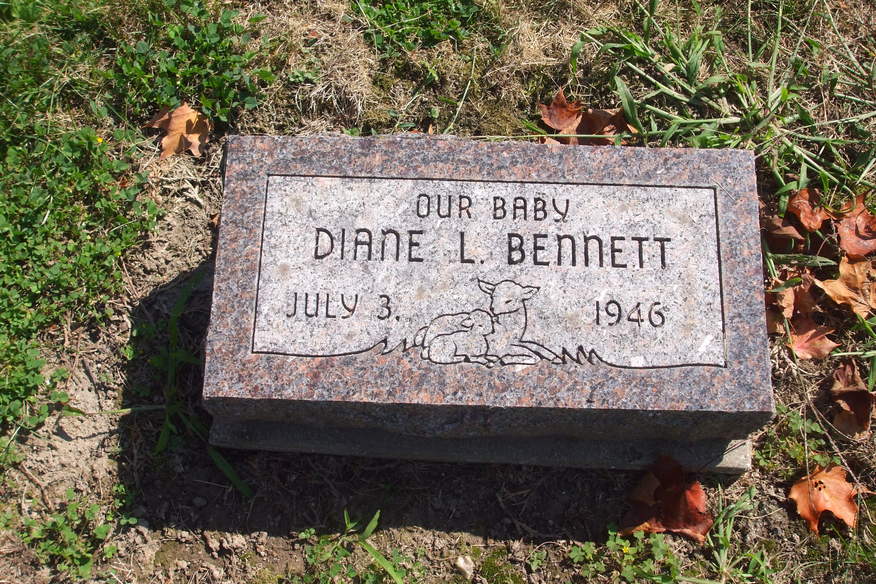 OUR BABY
DIANE L. BENNETT
JULY 3. 1946